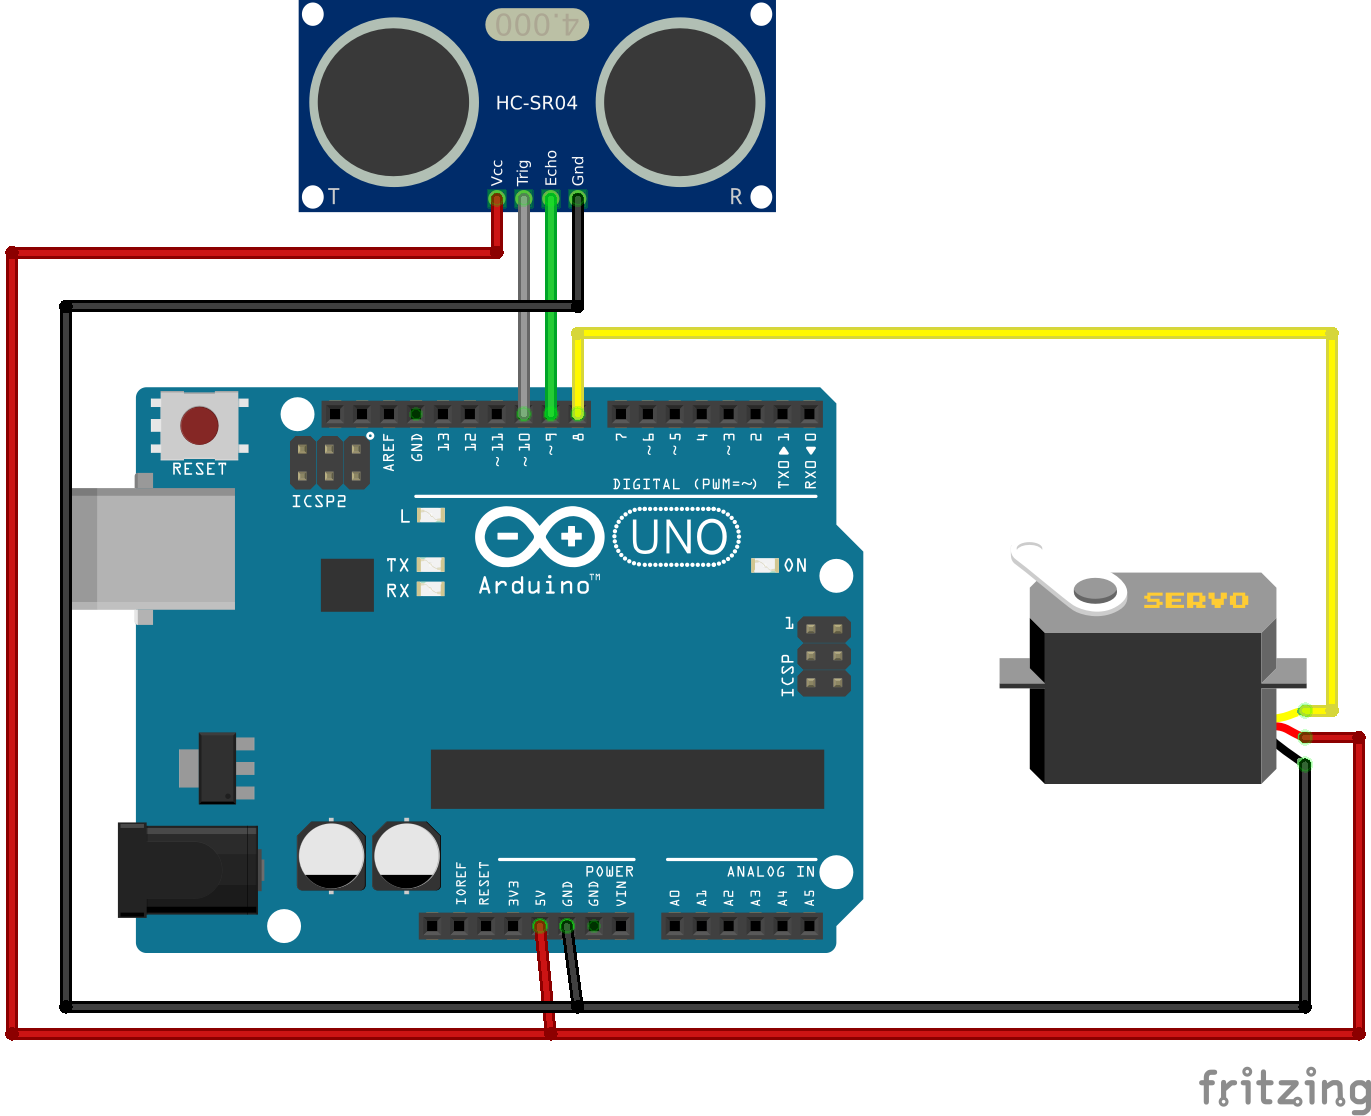 4.000
HC-SR04
Vcc
Trig
Echo
Gnd
T
R
RESET
ICSP2
AREF
GND
13
12
~11
~10
~9
8
7
~6
~5
4
~3
2
TX0▶1
RX0◀0
DIGITAL (PWM=~)
L
TX
RX
Arduino™
UNO
ON
1
ICSP
SERVO
IOREF
RESET
3V3
5V
GND
GND
VIN
POWER
ANALOG IN
A0
A1
A2
A3
A4
A5
fritzing